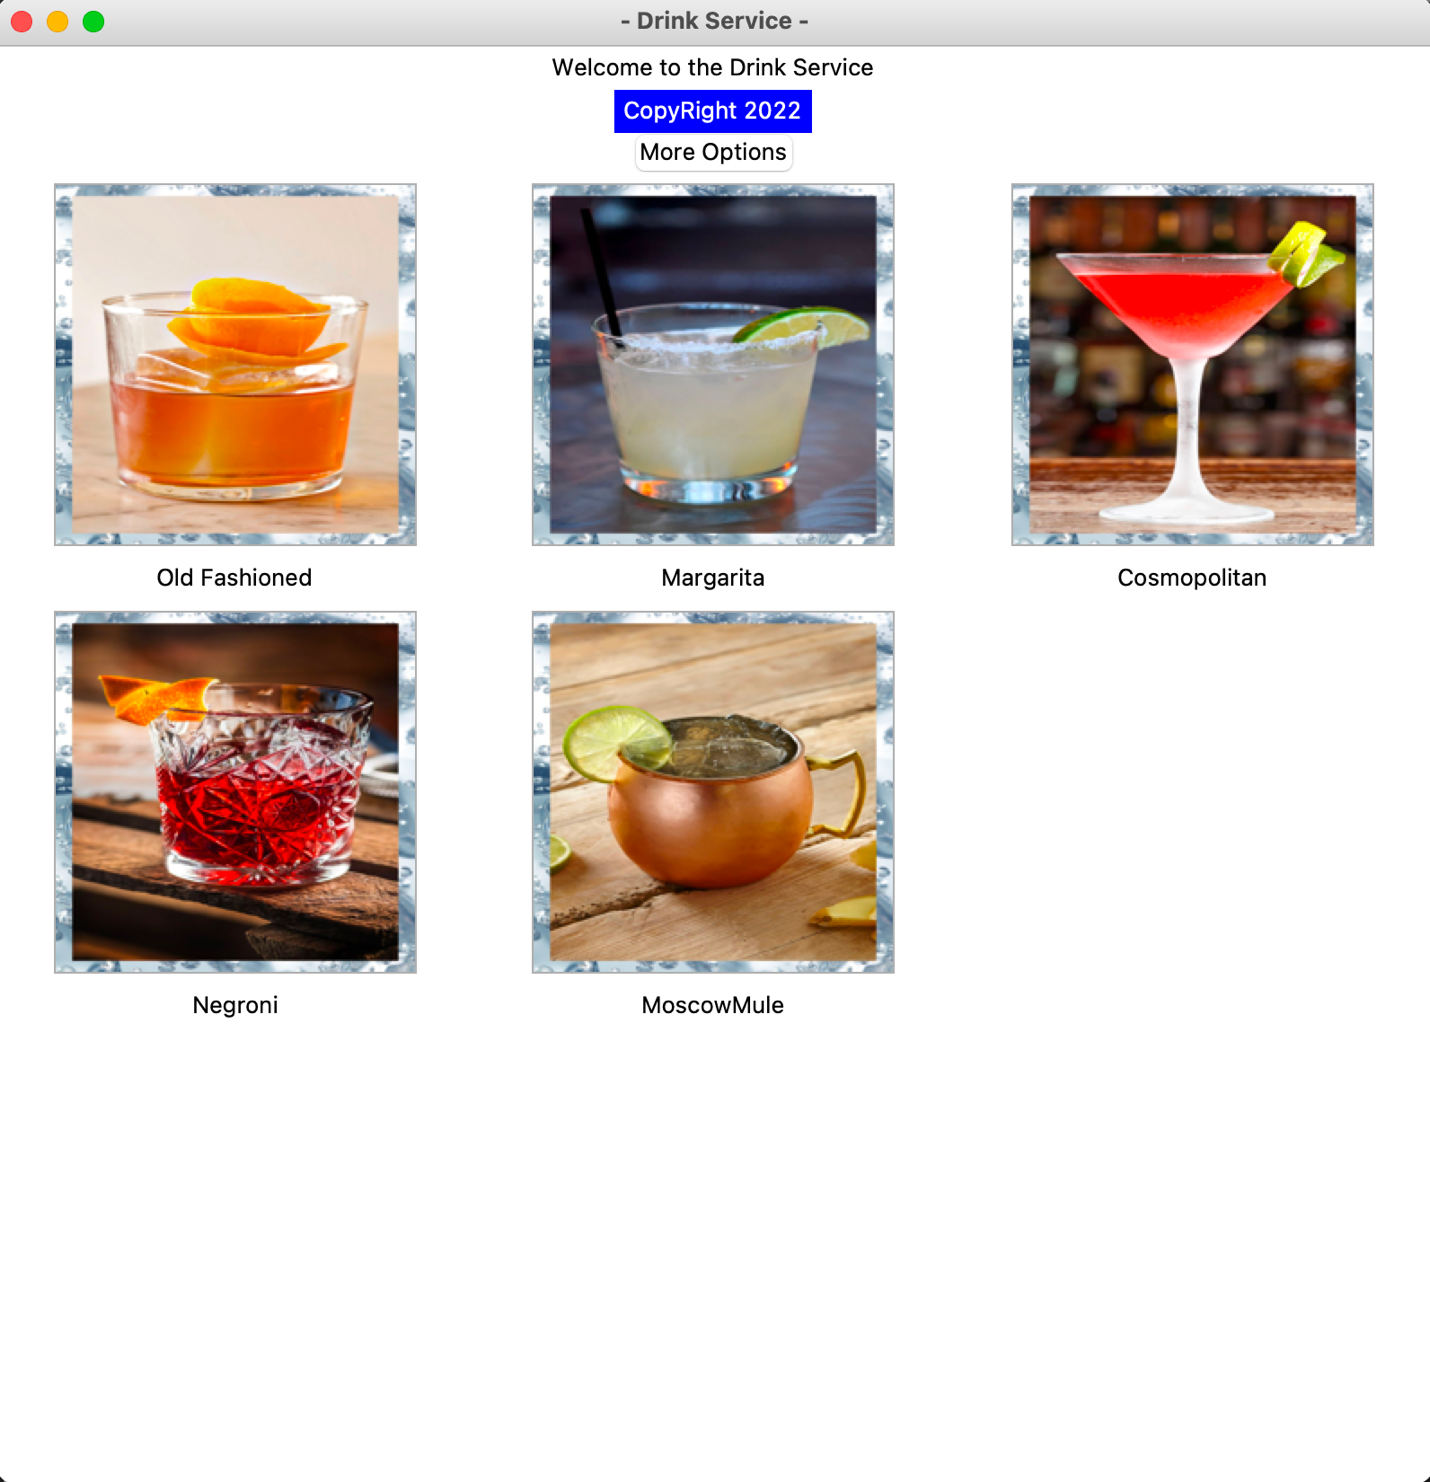 - Drink Service -
Welcome to the Drink Service
CopyRight 2022
More Options
Old Fashioned
Margarita
Cosmopolitan
Negroni
MoscowMule